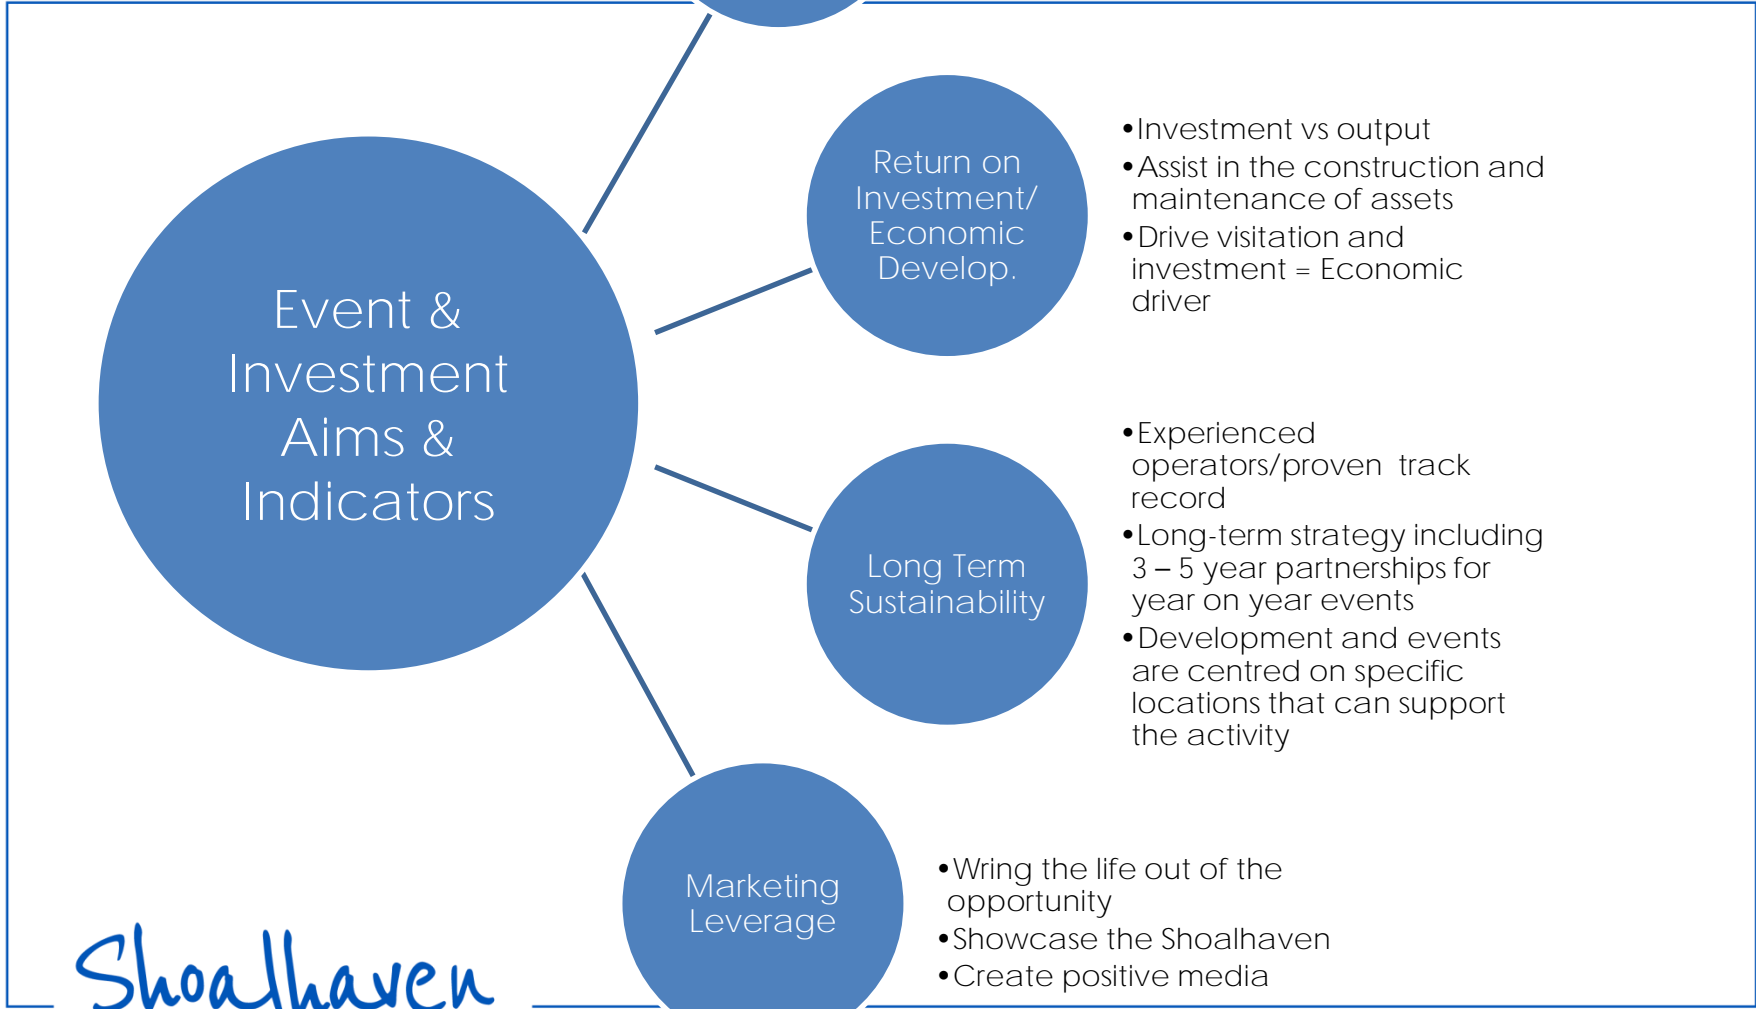 Event &
Investment
Aims &
Indicators
Return on
Investment/
Economic
Develop.
•Investment vs output
•Assist in the construction and
maintenance of assets
•Drive visitation and
investment = Economic
driver
Long Term
Sustainability
•Experienced
operators/proven track
record
•Long-term strategy including
3 – 5 year partnerships for
year on year events
•Development and events
are centred on specific
locations that can support
the activity
Marketing
Leverage
•Wring the life out of the
opportunity
•Showcase the Shoalhaven
•Create positive media
Shoalhaven